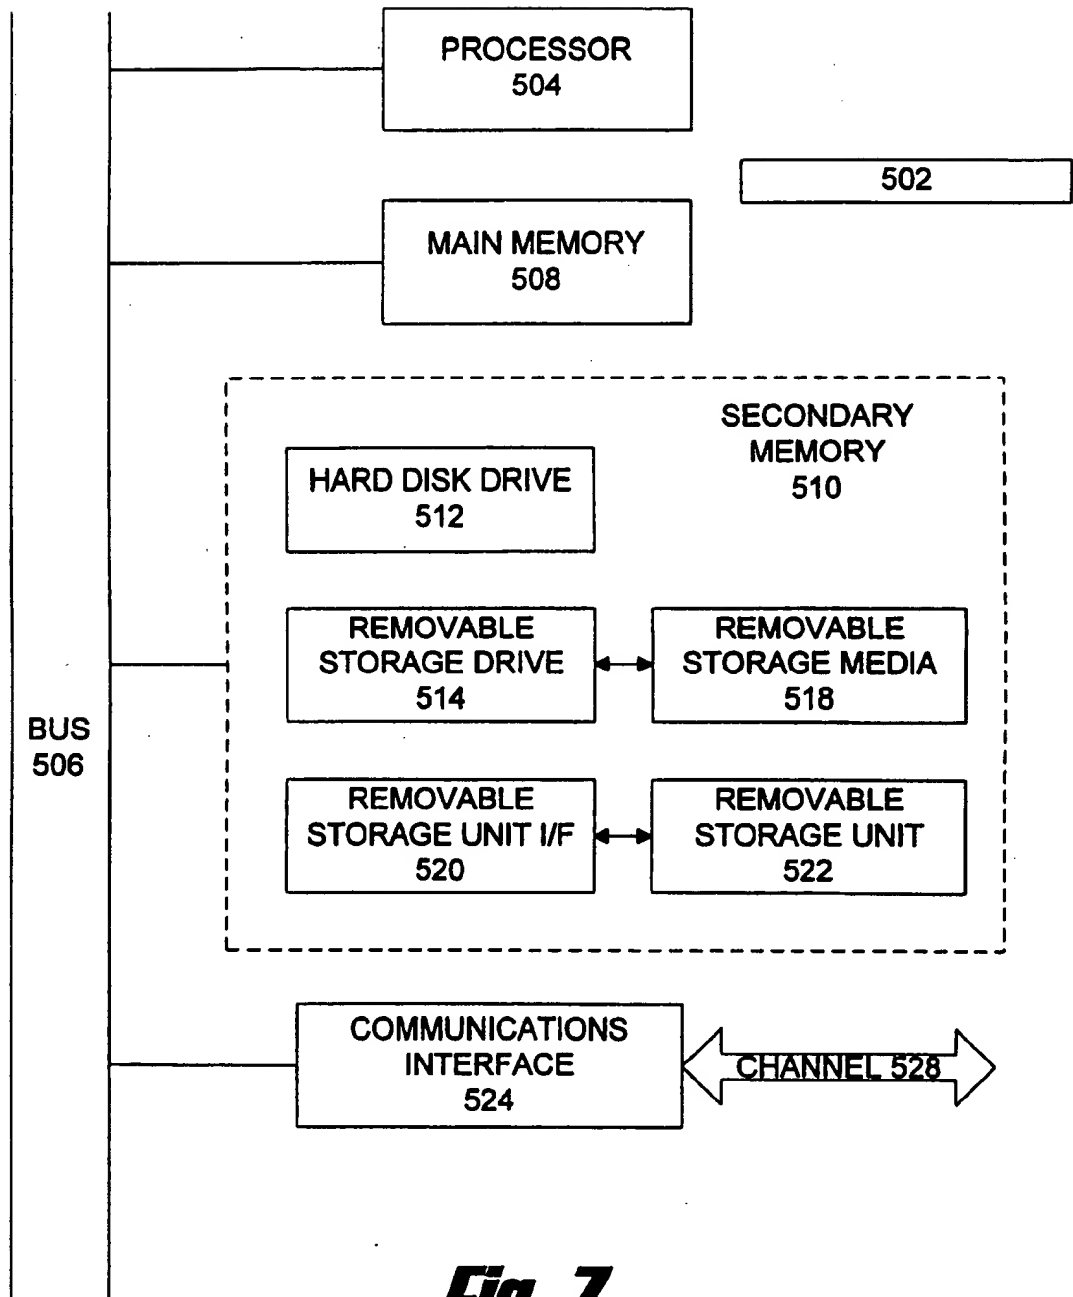 PROCESSOR
504
502
MAIN MEMORY
508
SECONDARY
MEMORY
510
HARD DISK DRIVE
512
REMOVABLE
STORAGE DRIVE
514
REMOVABLE
STORAGE MEDIA
518
BUS
506
REMOVABLE
STORAGE UNIT I/F
520
REMOVABLE
STORAGE UNIT
522
COMMUNICATIONS
INTERFACE
524
CHANNEL 528
Fig. 7